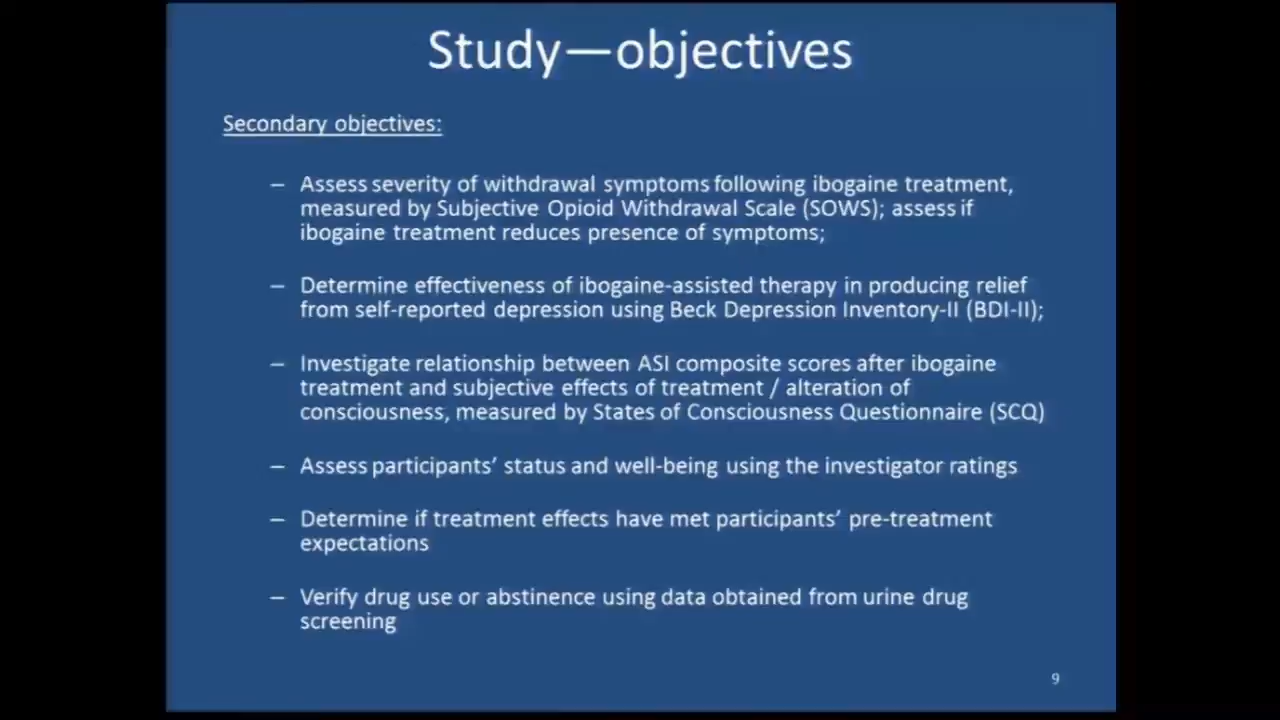 Study—objectives
Secondary objectives:
– Assess severity of withdrawal symptoms following ibogaine treatment,
measured by Subjective Opioid Withdrawal Scale (SOWS); assess if
ibogaine treatment reduces presence of symptoms;
– Determine effectiveness of ibogaine-assisted therapy in producing relief
from self-reported depression using Beck Depression Inventory-II (BDI-II);
– Investigate relationship between ASI composite scores after ibogaine
treatment and subjective effects of treatment / alteration of
consciousness, measured by States of Consciousness Questionnaire (SCQ)
– Assess participants’ status and well-being using the investigator ratings
– Determine if treatment effects have met participants’ pre-treatment
expectations
– Verify drug use or abstinence using data obtained from urine drug
screening
9